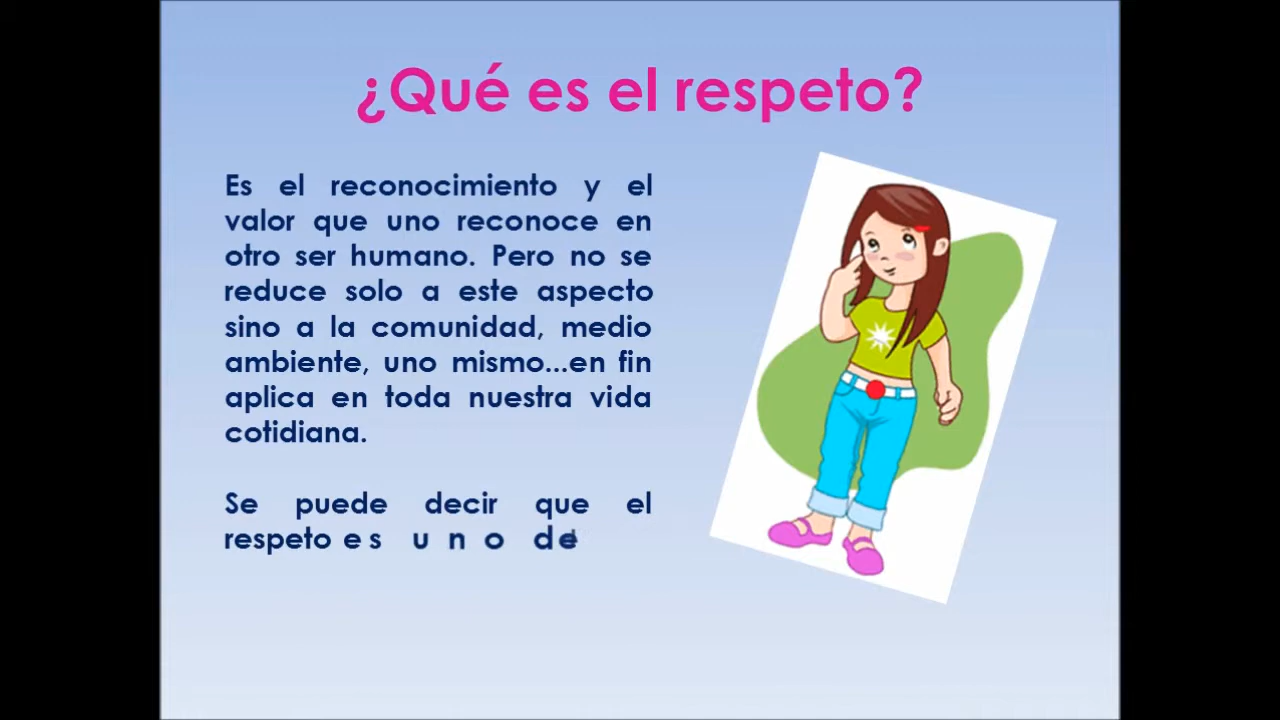 ¿Qué es el respeto?
Es el reconocimiento y el
valor que uno reconoce en
otro ser humano. Pero no se
reduce solo a este aspecto
sino a la comunidad, medio
ambiente, uno mismo...en fin
aplica en toda nuestra vida
cotidiana.
Se puede decir que el
respeto es uno de